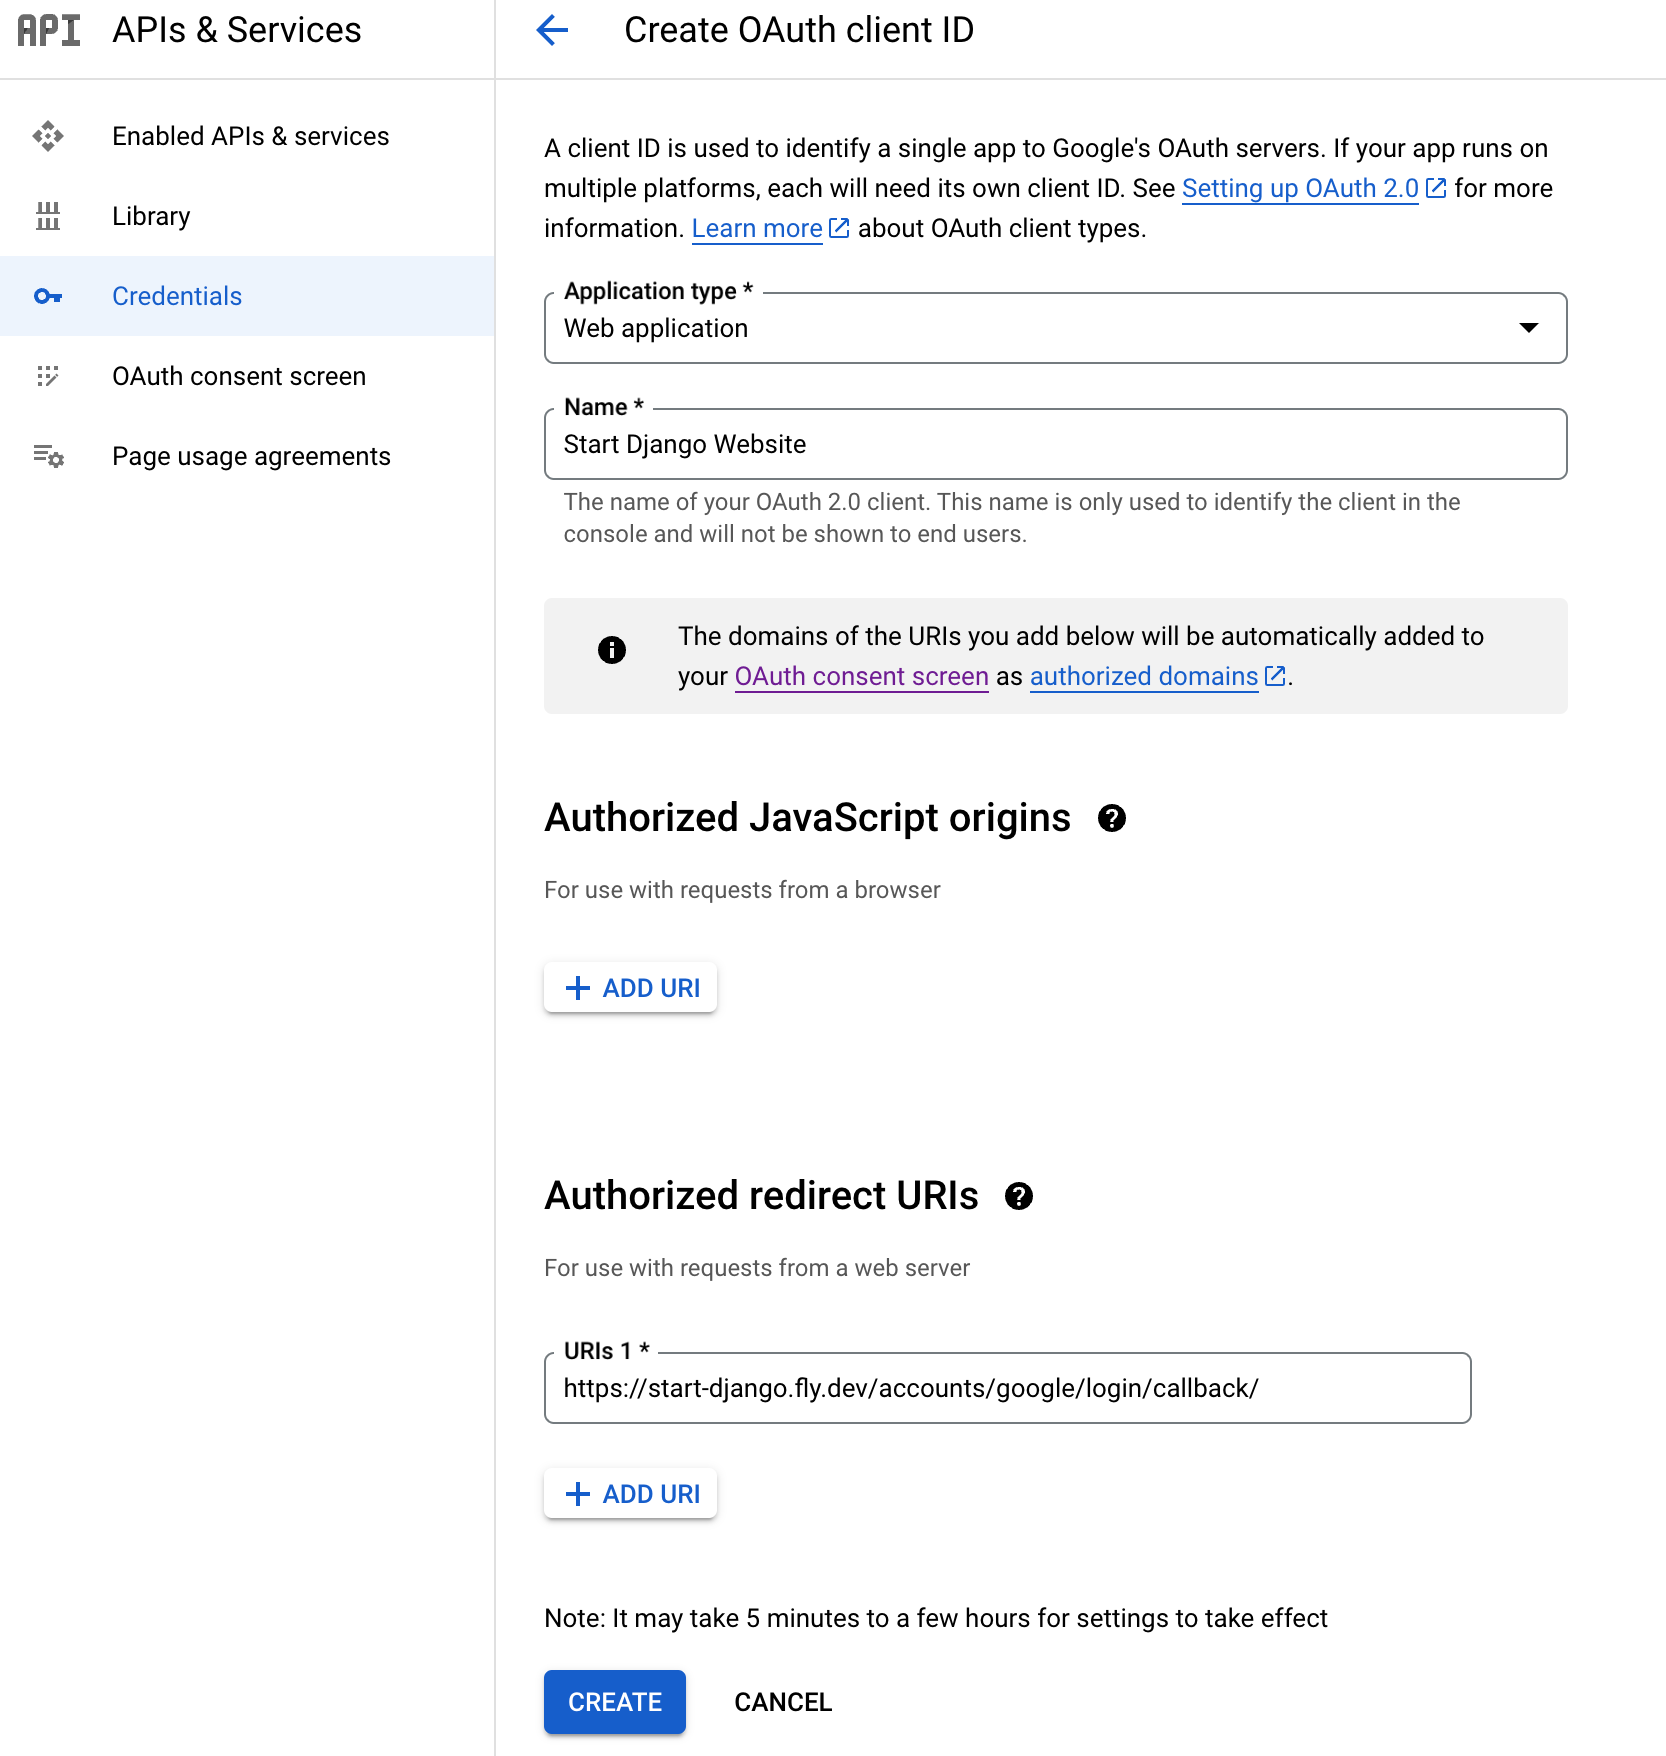 API APIs & Services
Enabled APIs & services
Library
Credentials
OAuth consent screen
Page usage agreements
Create OAuth client ID
A client ID is used to identify a single app to Google's OAuth servers. If your app runs on
multiple platforms, each will need its own client ID. See Setting up OAuth 2.0 for more
information. Learn more about OAuth client types.
Application type *
Web application
Name *
Start Django Website
The name of your OAuth 2.0 client. This name is only used to identify the client in the
console and will not be shown to end users.
The domains of the URIs you add below will be automatically added to
your OAuth consent screen as authorized domains.
Authorized JavaScript origins
For use with requests from a browser
ADD URI
Authorized redirect URIs
For use with requests from a web server
URIs 1 *
https://start-django.fly.dev/accounts/google/login/callback/
ADD URI
Note: It may take 5 minutes to a few hours for settings to take effect
CREATE CANCEL